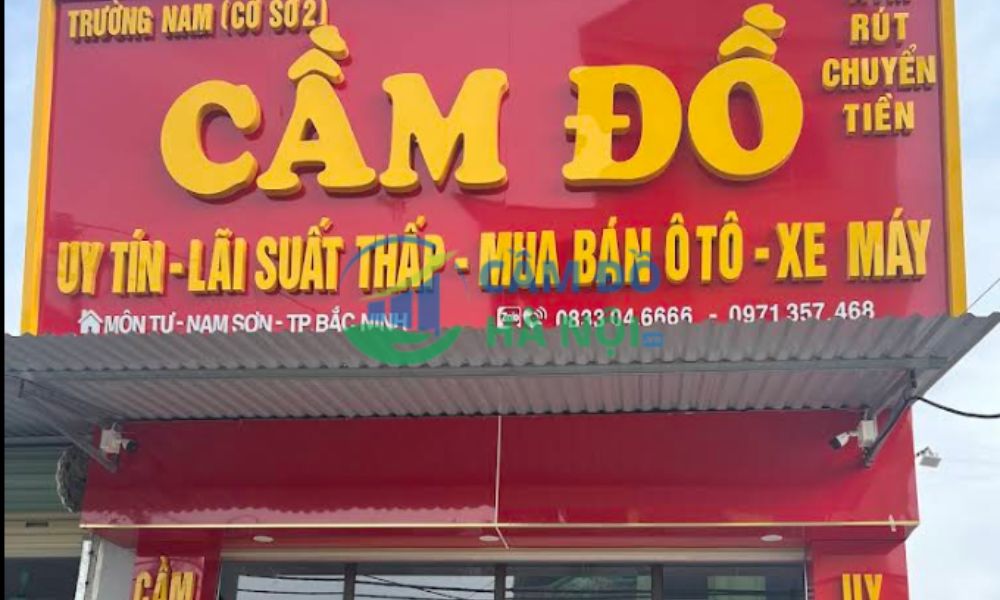 TRƯỜNG NAM (CƠ SỞ 2)
CẦM ĐỒ
RÚT
CHUYỂN
TIỀN
UY TÍN - LÃI SUẤT THẤP - MUA BÁN Ô TÔ - XE MÁY
MÔN TỰ - NAM SƠN - TP.BẮC NINH
0833.04.6666 - 0971.357.468
CẦM ĐỒ
HÀ NỘI
CẦM
UY